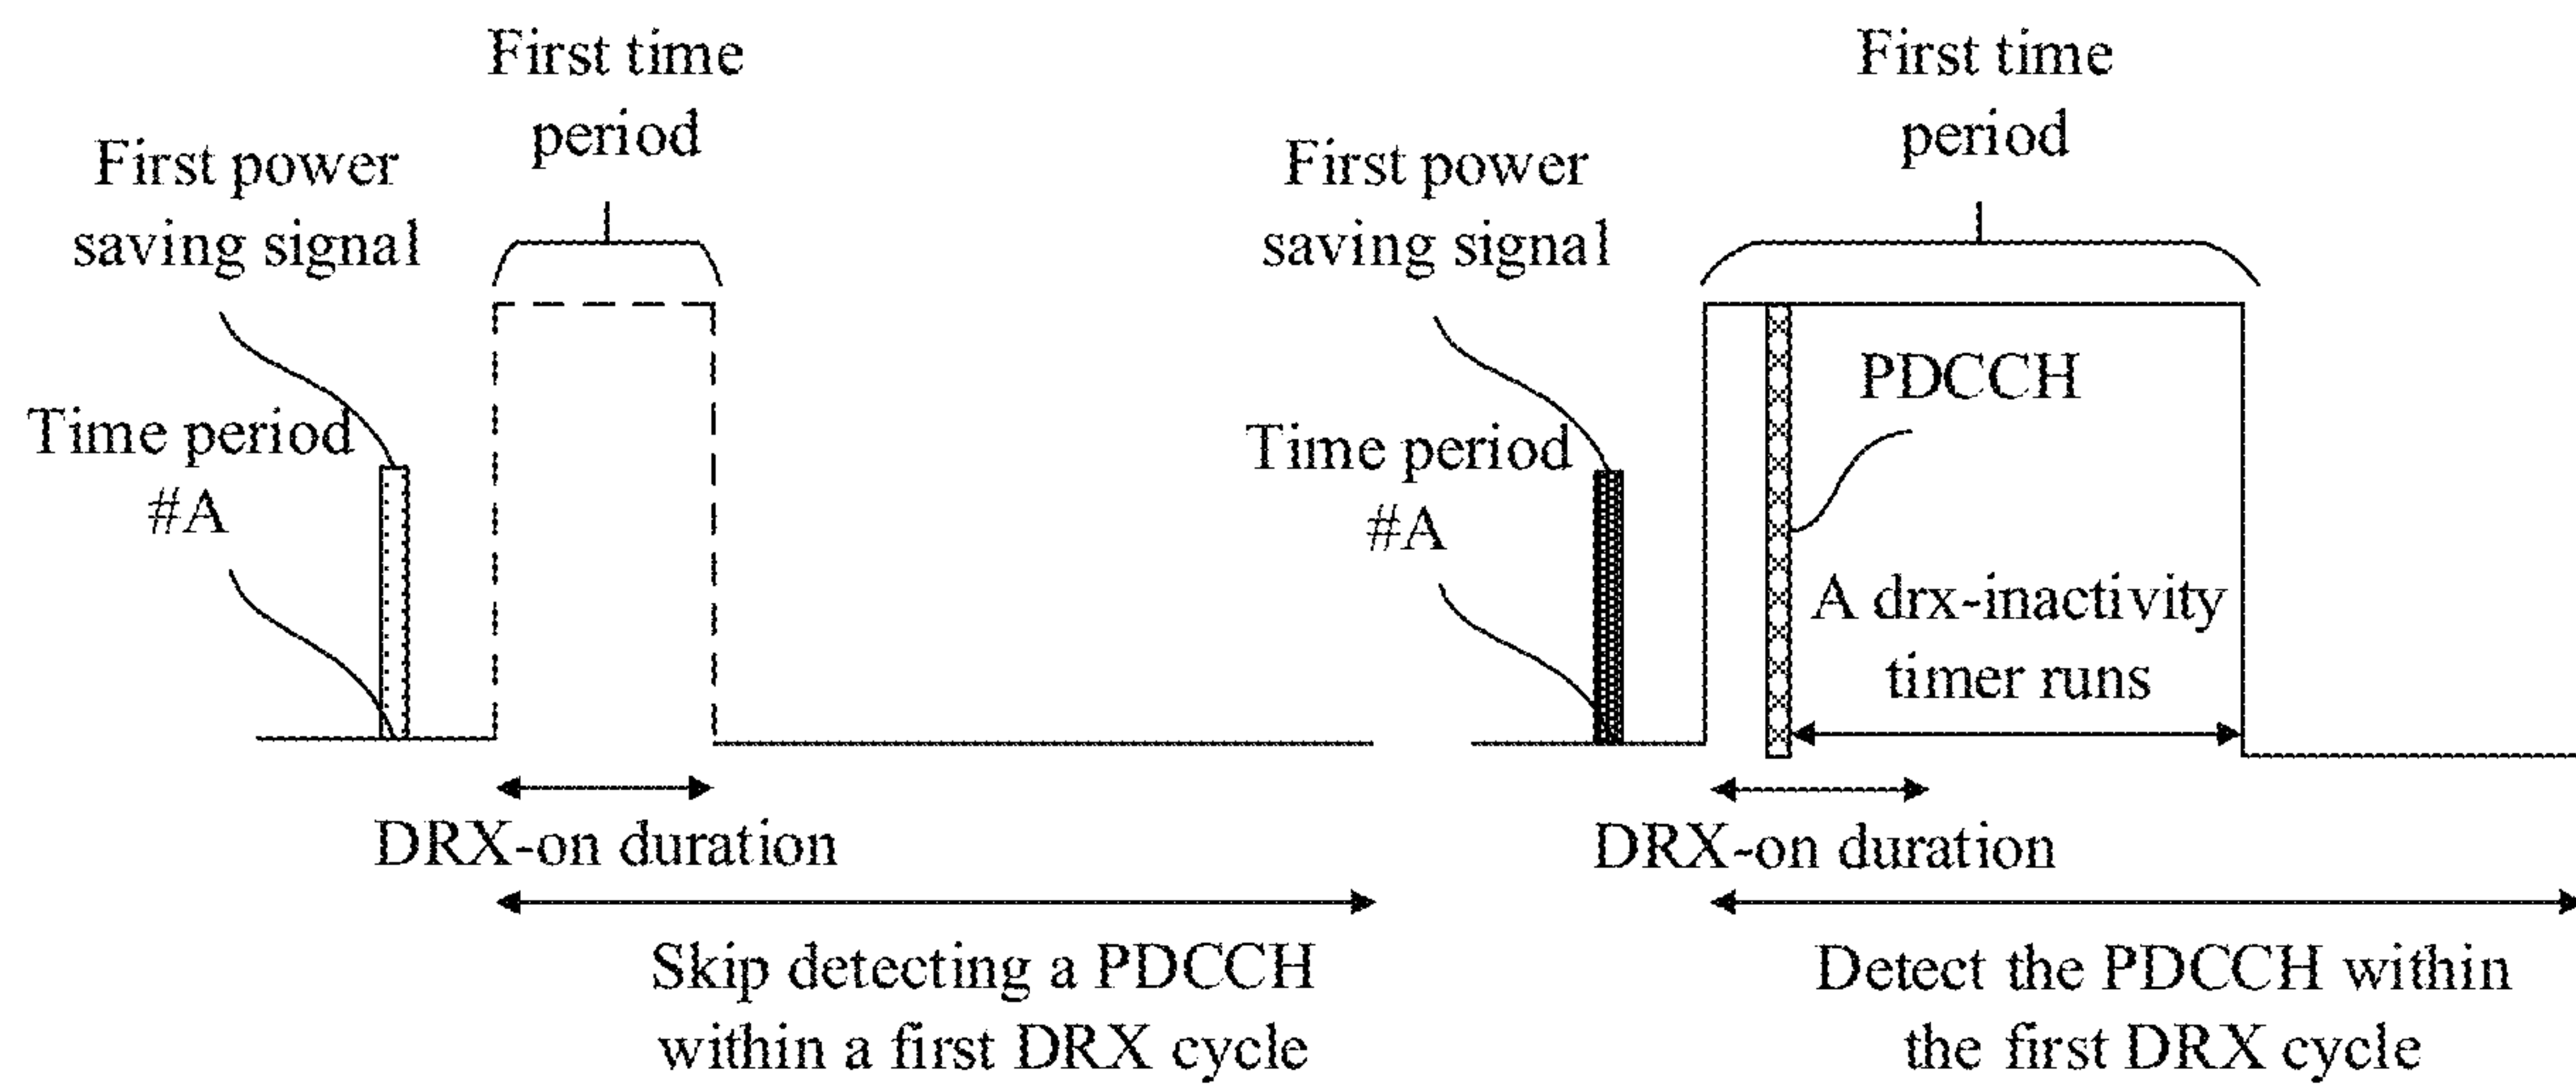 First time
period
First power
saving signal
Time period
#A
DRX-on duration
Skip detecting a PDCCH
within a first DRX cycle
First time
period
First power
saving signal
Time period
#A
PDCCH
A drx-inactivity
timer runs
DRX-on duration
Detect the PDCCH within
the first DRX cycle